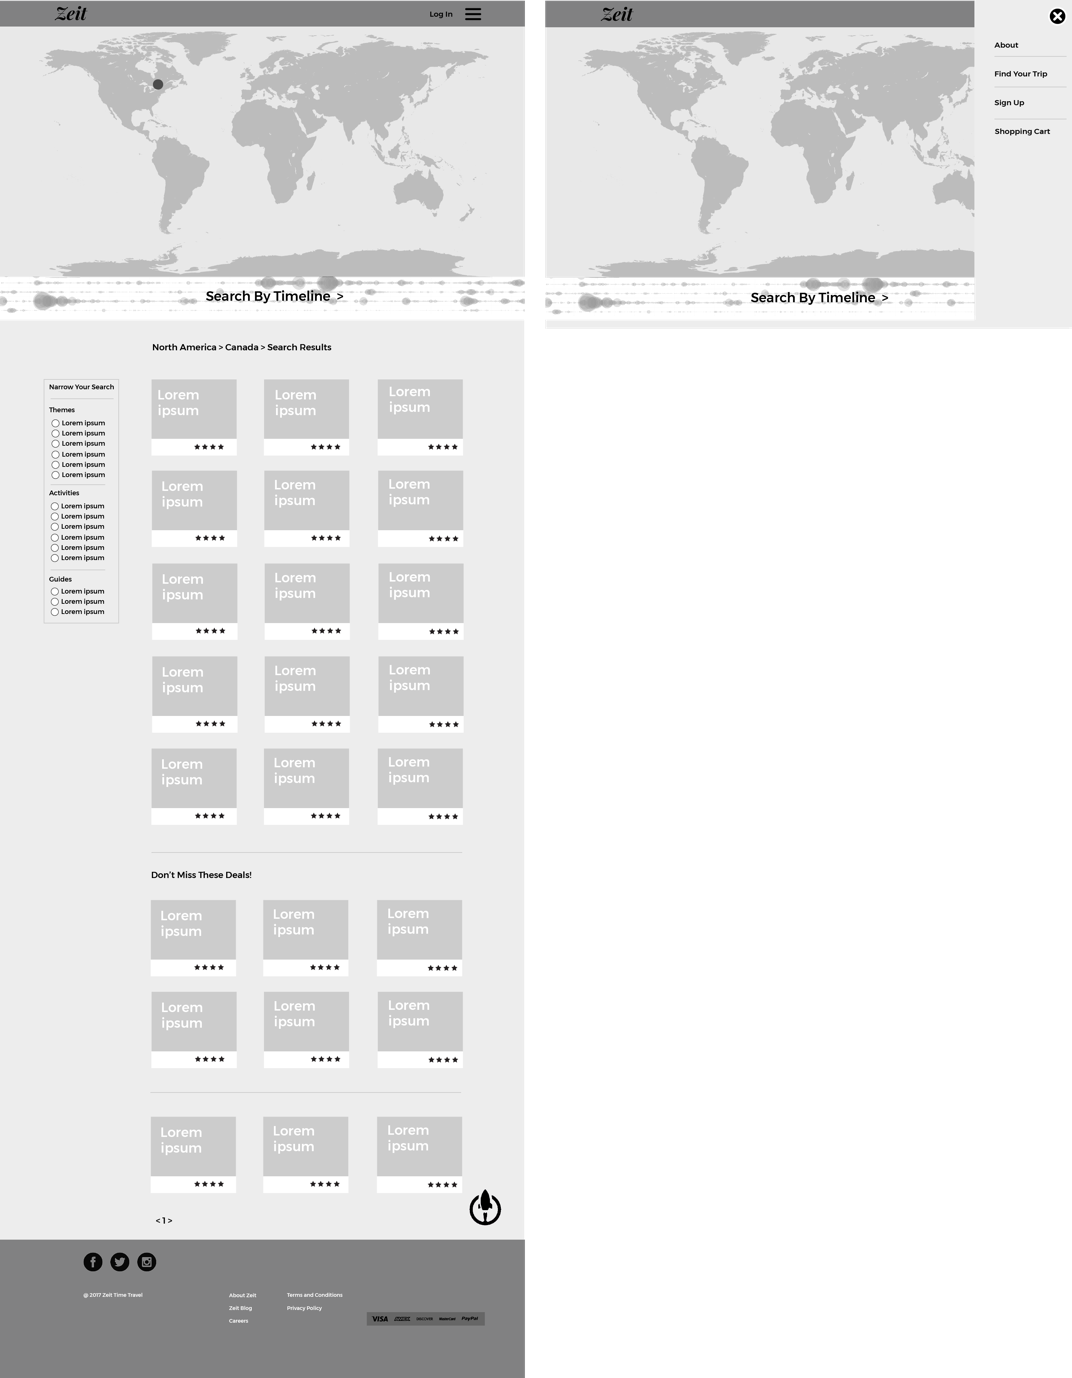 Zeit
Log In
Search By Timeline >
North America > Canada > Search Results
Narrow Your Search
Themes
Lorem ipsum
Lorem ipsum
Lorem ipsum
Lorem ipsum
Lorem ipsum
Lorem ipsum
Activities
Lorem ipsum
Lorem ipsum
Lorem ipsum
Lorem ipsum
Lorem ipsum
Lorem ipsum
Guides
Lorem ipsum
Lorem ipsum
Lorem ipsum
Lorem
ipsum
Lorem
ipsum
Lorem
ipsum
Lorem
ipsum
Lorem
ipsum
Lorem
ipsum
Lorem
ipsum
Lorem
ipsum
Lorem
ipsum
Lorem
ipsum
Lorem
ipsum
Lorem
ipsum
Lorem
ipsum
Lorem
ipsum
Lorem
ipsum
Don't Miss These Deals!
Lorem
ipsum
Lorem
ipsum
Lorem
ipsum
Lorem
ipsum
Lorem
ipsum
Lorem
ipsum
Lorem
ipsum
Lorem
ipsum
Lorem
ipsum
< 1 >
@ 2017 Zeit Time Travel
About Zeit
Zeit Blog
Careers
Terms and Conditions
Privacy Policy
VISA
PayPal
Zeit
Search By Timeline >
About
Find Your Trip
Sign Up
Shopping Cart